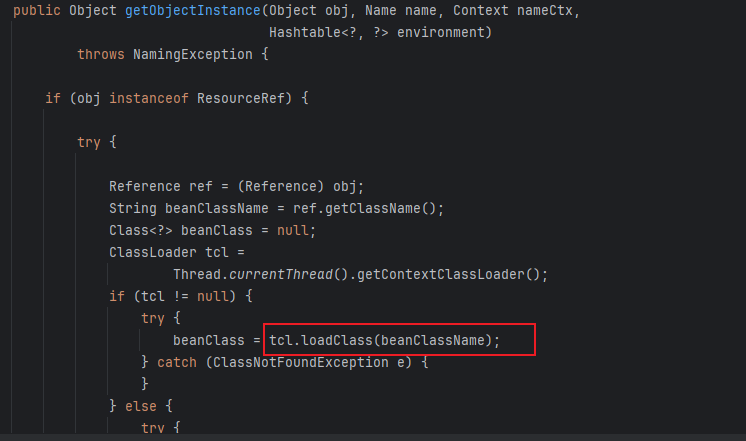 public Object getObjectInstance(Object obj, Name name, Context nameCtx,
                                Hashtable<?, ?> environment)
        throws NamingException {

    if (obj instanceof ResourceRef) {

        try {

            Reference ref = (Reference) obj;
            String beanClassName = ref.getClassName();
            Class<?> beanClass = null;
            ClassLoader tcl =
                    Thread.currentThread().getContextClassLoader();
            if (tcl != null) {
                try {
                    beanClass = tcl.loadClass(beanClassName);
                } catch (ClassNotFoundException e) {
                }
            } else {
                try {